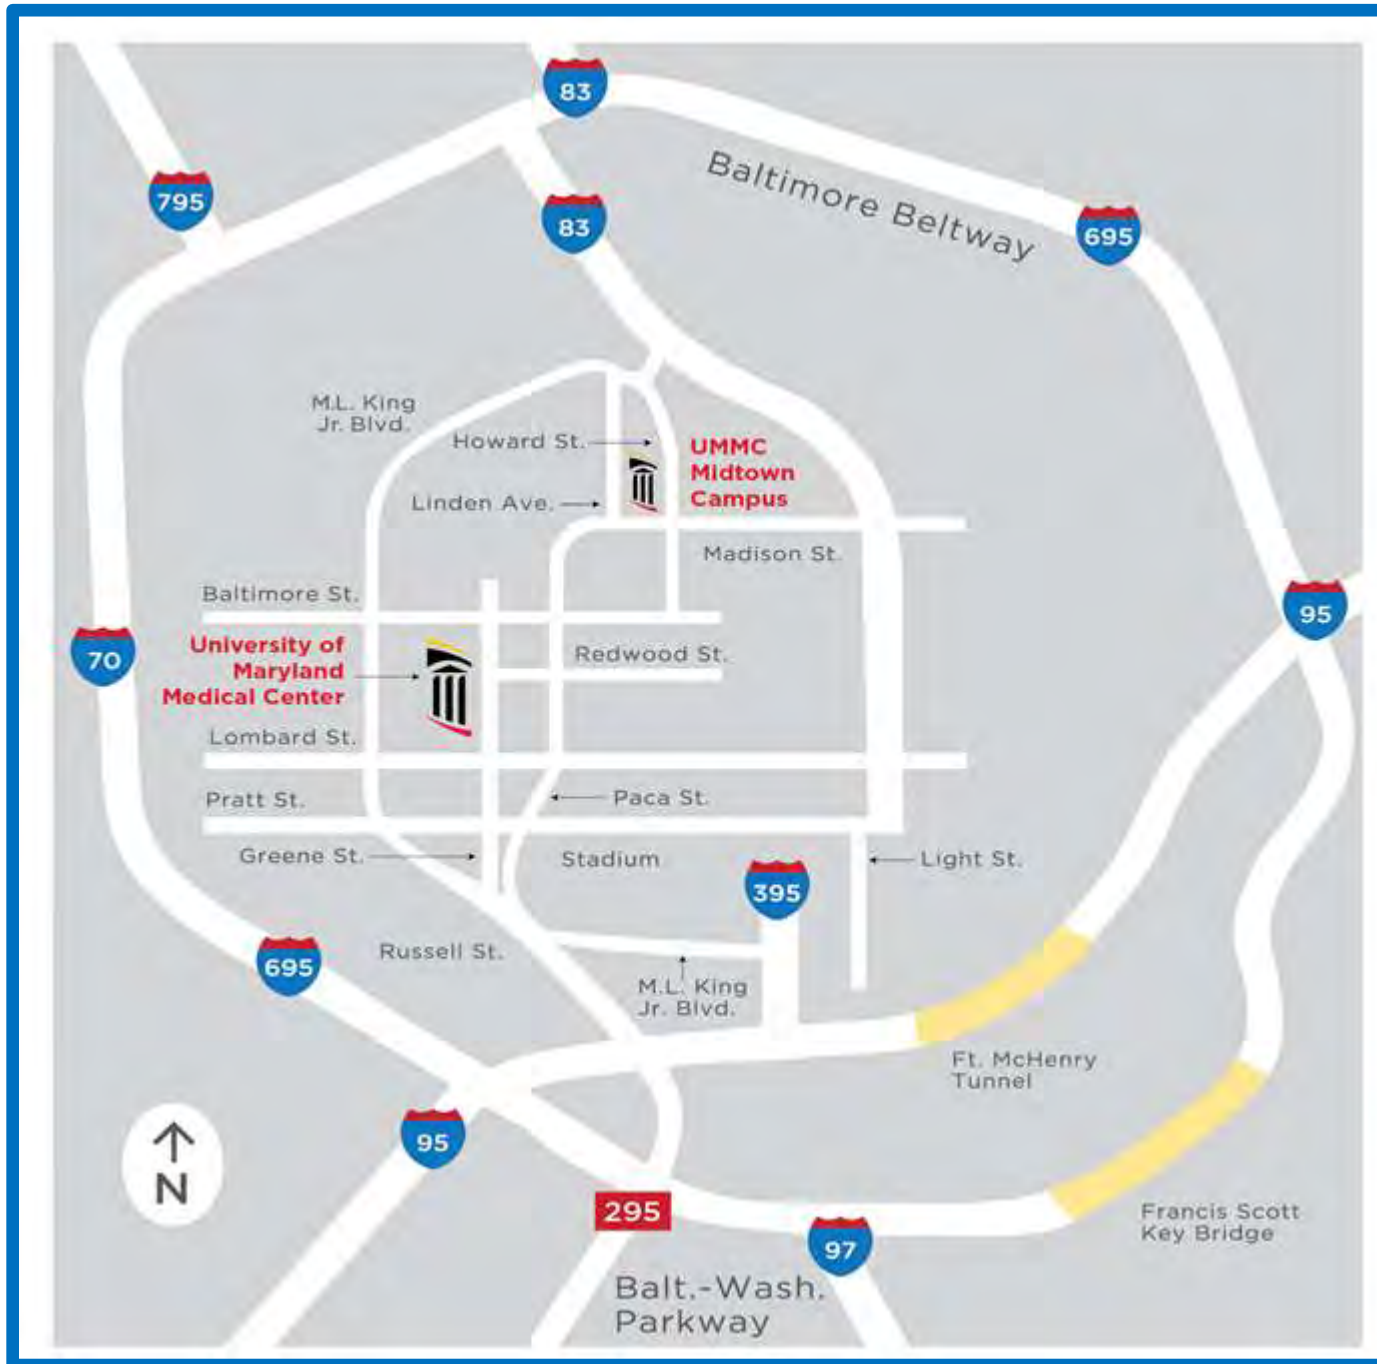 83
795
83
Baltimore Beltway
695
M.L. King
Jr. Blvd.
Howard St.
UMMC
Midtown
Campus
Linden Ave.
Madison St.
Baltimore St.
95
University of
Maryland
Medical Center
Redwood St.
70
Lombard St.
Pratt St.
Paca St.
Greene St.
Stadium
Light St.
395
Russell St.
695
M.L. King
Jr. Blvd.
Ft. McHenry
Tunnel
95
N
295
Francis Scott
Key Bridge
97
Balt.-Wash.
Parkway